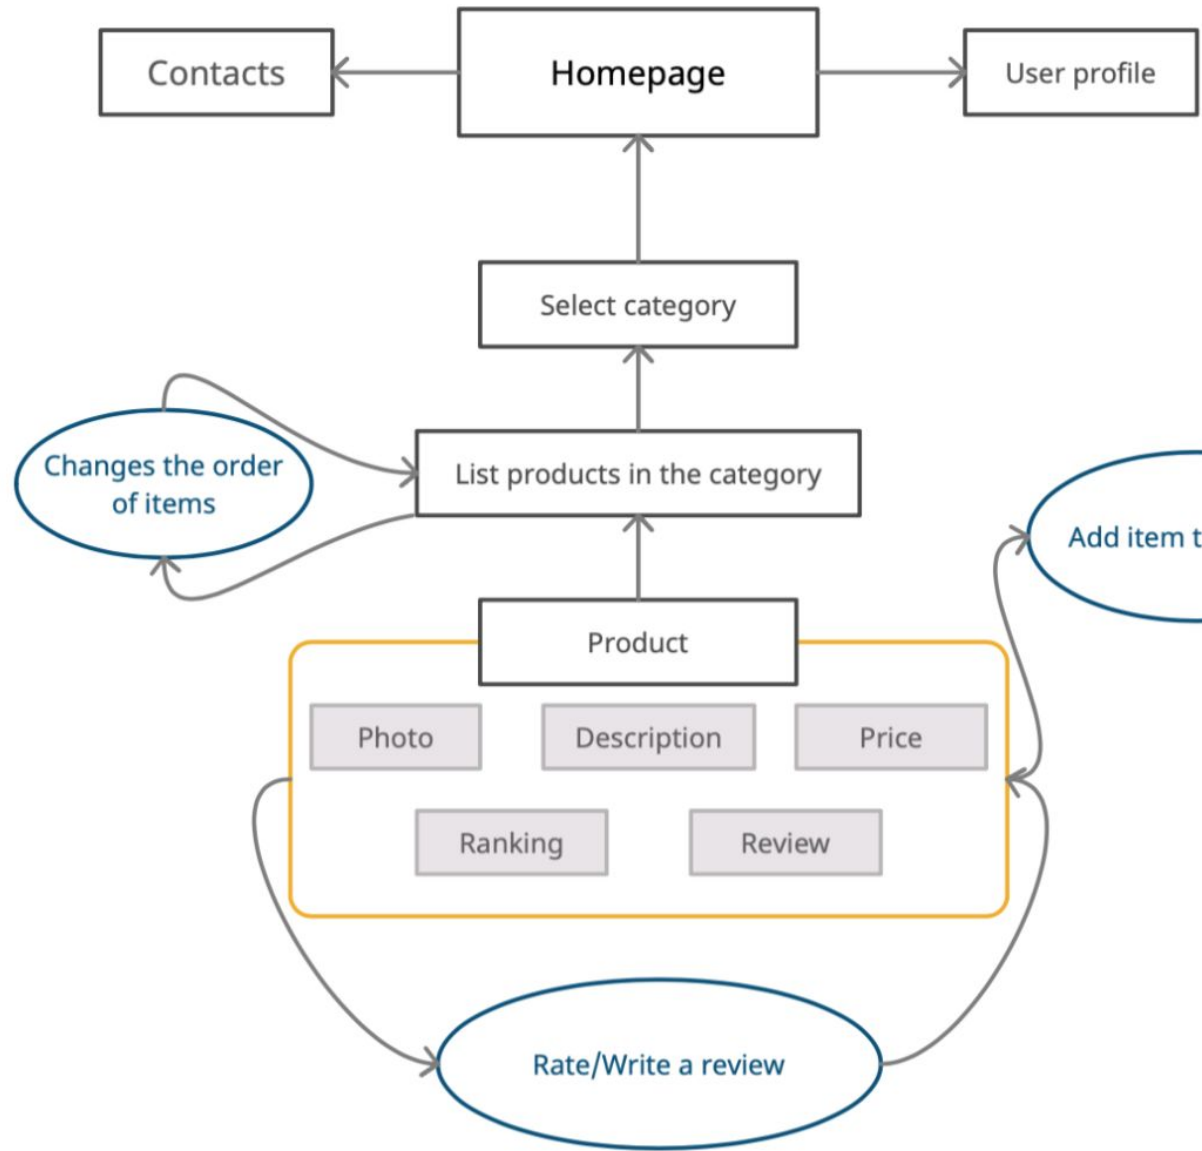 Contacts
Homepage
User profile
Select category
Changes the order
of items
List products in the category
Add item t
Product
Photo
Description
Price
Ranking
Review
Rate/Write a review